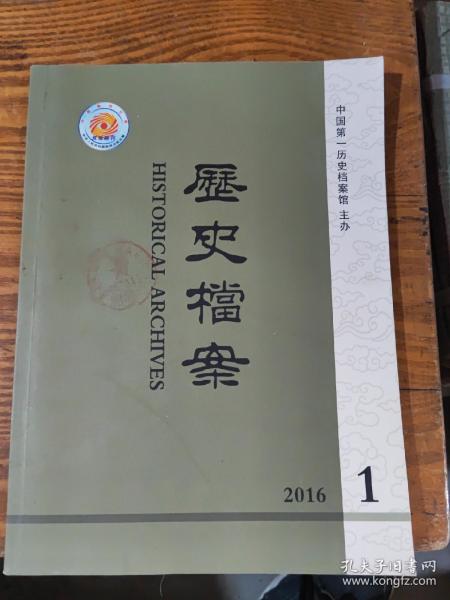 歷史檔案
HISTORICAL ARCHIVES
中国第一历史档案馆 主办
2016
1
孔夫子旧书网
www.kongfz.com